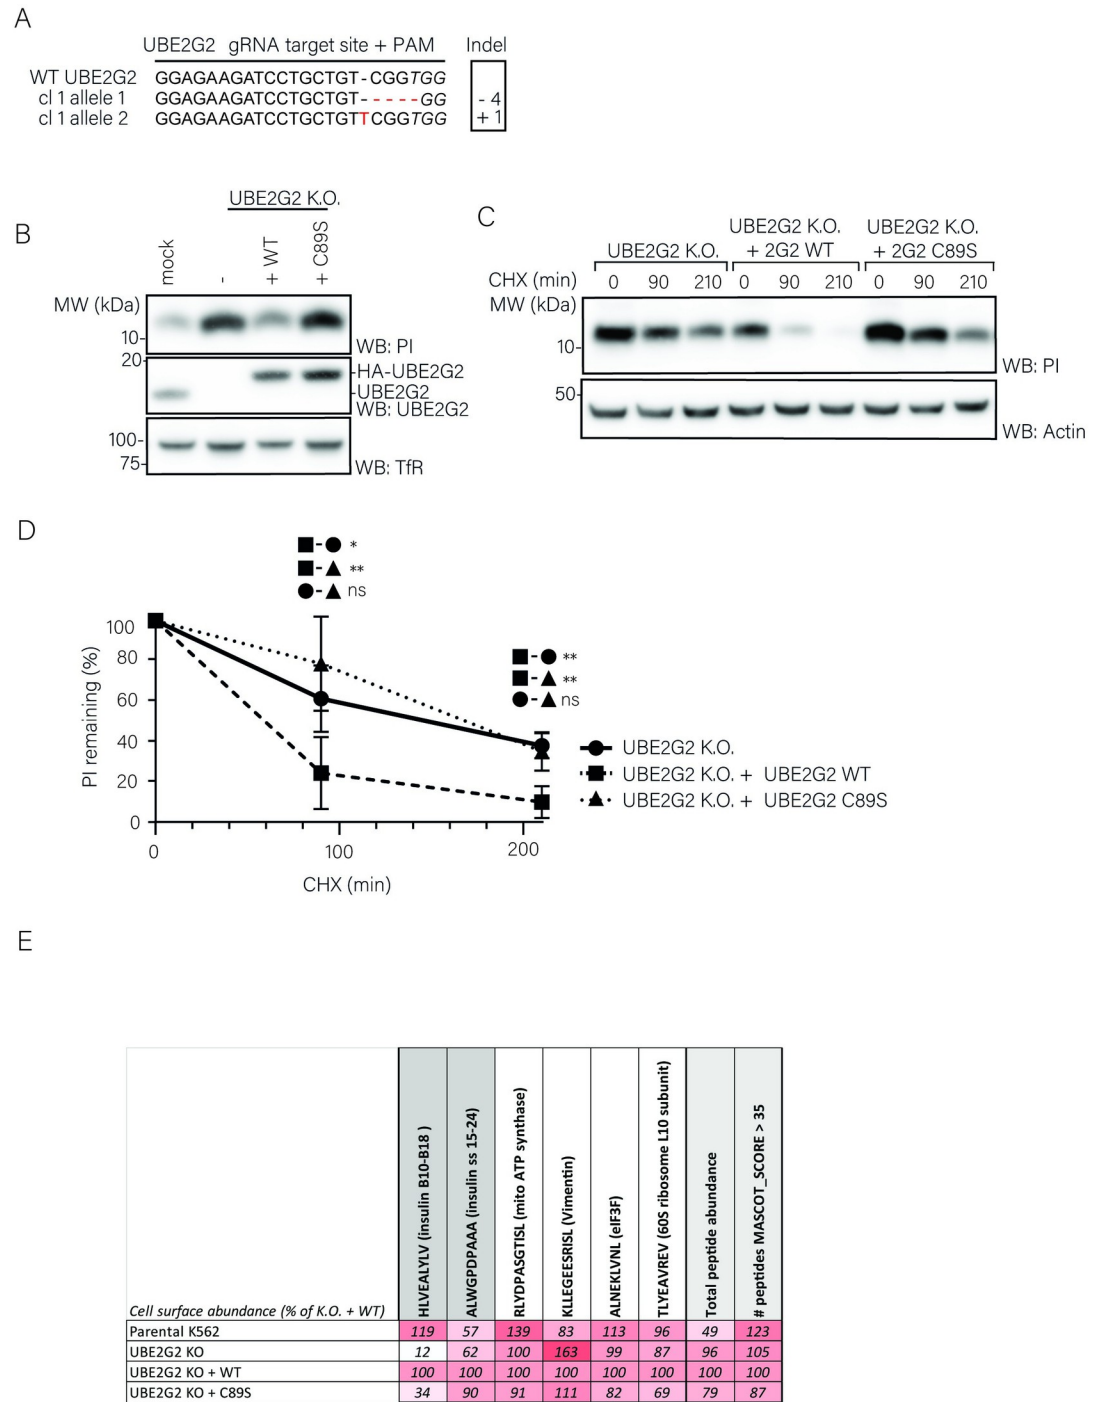 A
UBE2G2 gRNA target site + PAM Indel
WT UBE2G2 GGAGAAGATCCTGCTGT-CGGTGG
cl 1 allele 1 GGAGAAGATCCTGCTGT-----GG - 4
cl 1 allele 2 GGAGAAGATCCTGCTGTTCGGTGG + 1
B
UBE2G2 K.O.
mock
-
+ WT
+ C89S
MW (kDa)
10-
WB: PI
20
HA-UBE2G2
-UBE2G2
WB: UBE2G2
100-
75-
WB: TfR
C
UBE2G2 K.O.
UBE2G2 K.O. + 2G2 WT
UBE2G2 K.O. + 2G2 C89S
CHX (min) 0 90 210 0 90 210 0 90 210
MW (kDa)
10-
WB: PI
50-
WB: Actin
D
■-● *
■-▲ **
●-▲ ns
■-● **
■-▲ **
●-▲ ns
PI remaining (%)
100
80
60
40
20
0
0 100 200
CHX (min)
UBE2G2 K.O.
UBE2G2 K.O. + UBE2G2 WT
UBE2G2 K.O. + UBE2G2 C89S
E
Cell surface abundance (% of K.O. + WT)
HLVEALYLV (insulin B10-B18 )
ALWGPDPAAA (insulin ss 15-24)
RLYDPASGTISL (mito ATP synthase)
KLLEGEESRISL (Vimentin)
ALNEKLVNL (eIF3F)
TLYEAVREV (60S ribosome L10 subunit)
Total peptide abundance
# peptides MASCOT_SCORE > 35
Parental K562 119 57 139 83 113 96 49 123
UBE2G2 KO 12 62 100 163 99 87 96 105
UBE2G2 KO + WT 100 100 100 100 100 100 100 100
UBE2G2 KO + C89S 34 90 91 111 82 69 79 87